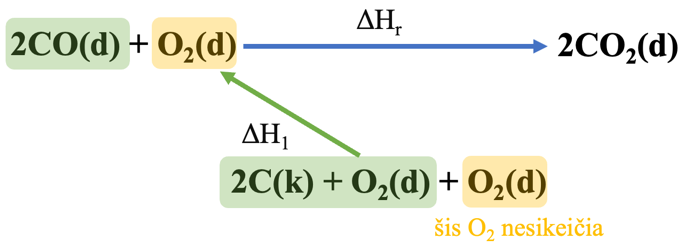 ΔHᵣ
2CO(d) + O₂(d) 2CO₂(d)
ΔH₁
2C(k) + O₂(d) + O₂(d)
šis O₂ nesikeičia